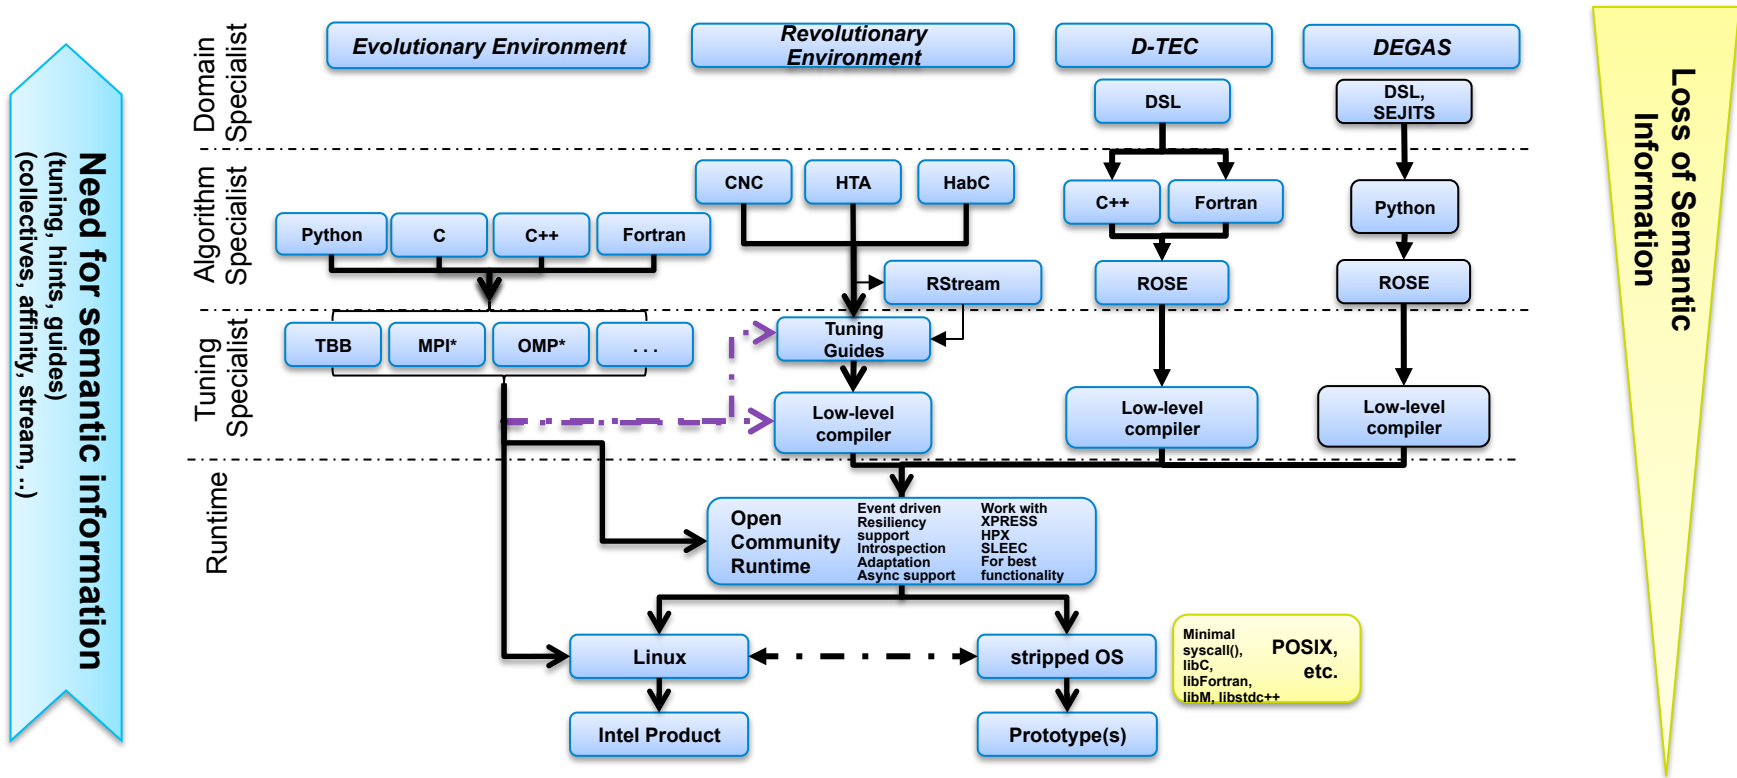 Need for semantic information
(tuning, hints, guides)
(collectives, affinity, stream, ..)
Domain
Specialist
Algorithm
Specialist
Tuning
Specialist
Runtime
Evolutionary Environment
Revolutionary
Environment
D-TEC
DEGAS
DSL
DSL,
SEJITS
CNC
HTA
HabC
C++
Fortran
Python
Python
C
C++
Fortran
RStream
ROSE
ROSE
TBB
MPI*
OMP*
. . .
Tuning
Guides
Low-level
compiler
Low-level
compiler
Low-level
compiler
Open
Community
Runtime
Event driven
Resiliency
support
Introspection
Adaptation
Async support
Work with
XPRESS
HPX
SLEEC
For best
functionality
Linux
stripped OS
Minimal
syscall(),
libC,
libFortran,
libM, libstdc++
POSIX,
etc.
Intel Product
Prototype(s)
Loss of Semantic
Information